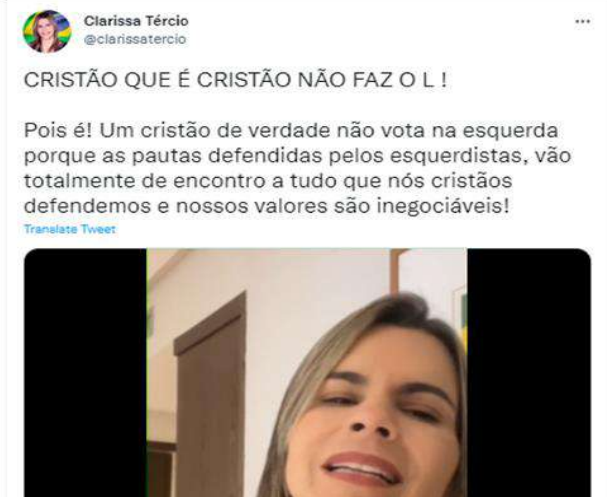 Clarissa Tércio
@clarissatercio
CRISTÃO QUE É CRISTÃO NÃO FAZ O L !
Pois é! Um cristão de verdade não vota na esquerda
porque as pautas defendidas pelos esquerdistas, vão
totalmente de encontro a tudo que nós cristãos
defendemos e nossos valores são inegociáveis!
Translate Tweet